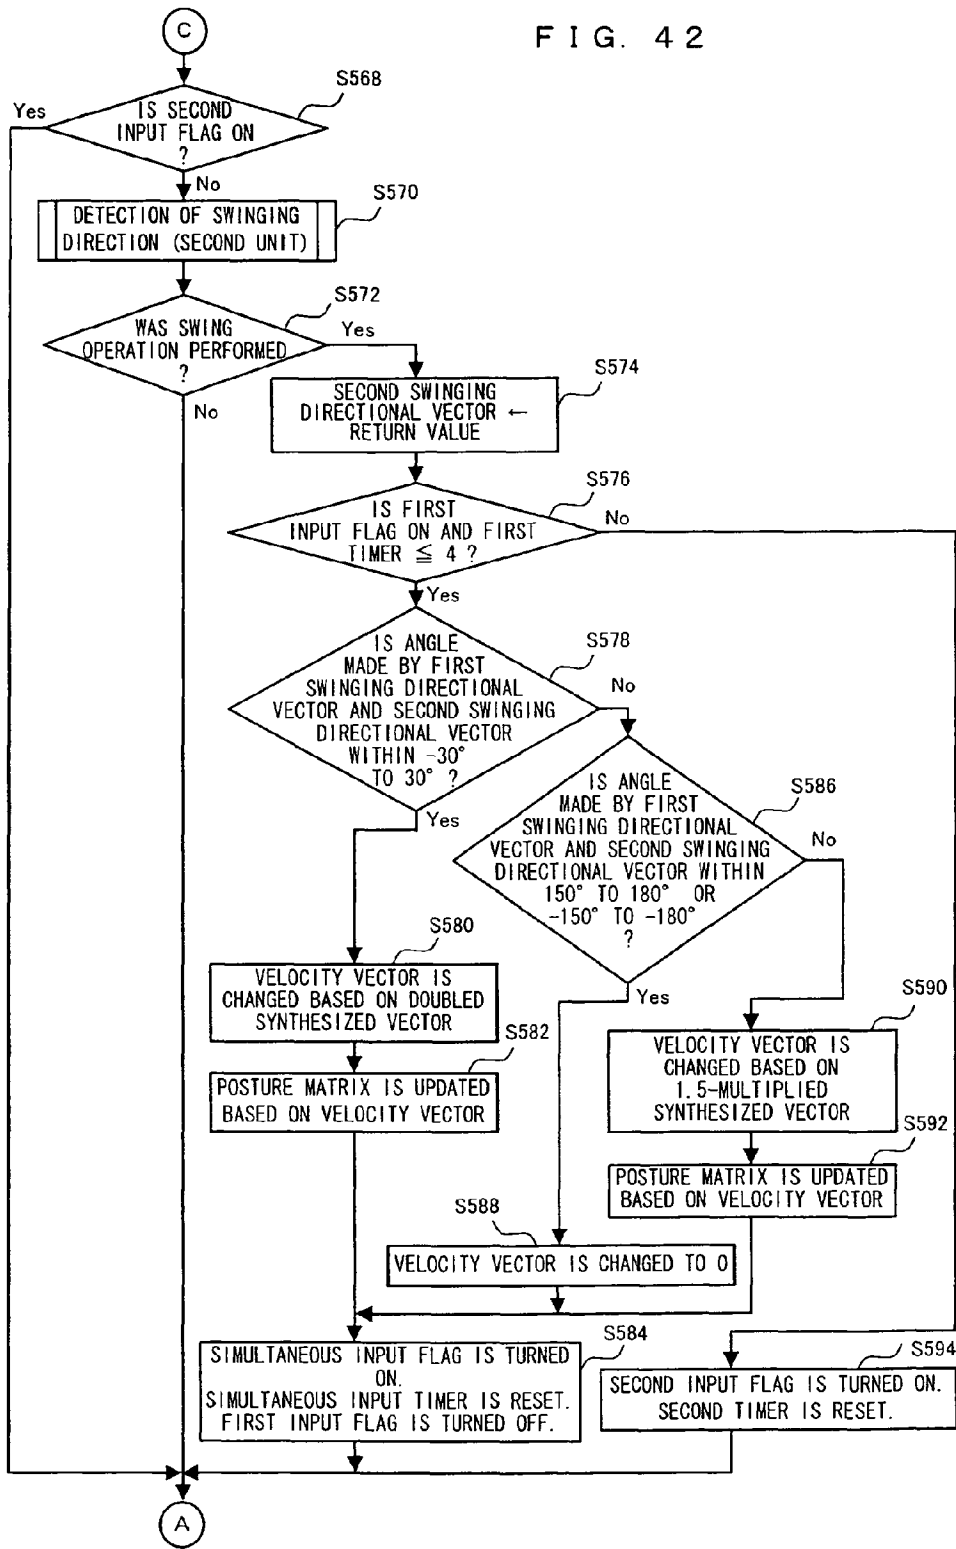 FIG. 42
C
S568
Yes
IS SECOND
INPUT FLAG ON
?
No
S570
DETECTION OF SWINGING
DIRECTION (SECOND UNIT)
S572
WAS SWING
OPERATION PERFORMED
?
Yes
No
S574
SECOND SWINGING
DIRECTIONAL VECTOR ←
RETURN VALUE
S576
IS FIRST
INPUT FLAG ON AND FIRST
TIMER ≦ 4 ?
No
Yes
S578
IS ANGLE
MADE BY FIRST
SWINGING DIRECTIONAL
VECTOR AND SECOND SWINGING
DIRECTIONAL VECTOR
WITHIN -30°
TO 30° ?
No
Yes
S586
IS ANGLE
MADE BY FIRST
SWINGING DIRECTIONAL
VECTOR AND SECOND SWINGING
DIRECTIONAL VECTOR WITHIN
150° TO 180° OR
-150° TO -180°
?
No
Yes
S580
VELOCITY VECTOR IS
CHANGED BASED ON DOUBLED
SYNTHESIZED VECTOR
S582
POSTURE MATRIX IS UPDATED
BASED ON VELOCITY VECTOR
S590
VELOCITY VECTOR IS
CHANGED BASED ON
1.5-MULTIPLIED
SYNTHESIZED VECTOR
S592
POSTURE MATRIX IS UPDATED
BASED ON VELOCITY VECTOR
S588
VELOCITY VECTOR IS CHANGED TO 0
S584
SIMULTANEOUS INPUT FLAG IS TURNED
ON.
SIMULTANEOUS INPUT TIMER IS RESET.
FIRST INPUT FLAG IS TURNED OFF.
S594
SECOND INPUT FLAG IS TURNED ON.
SECOND TIMER IS RESET.
A